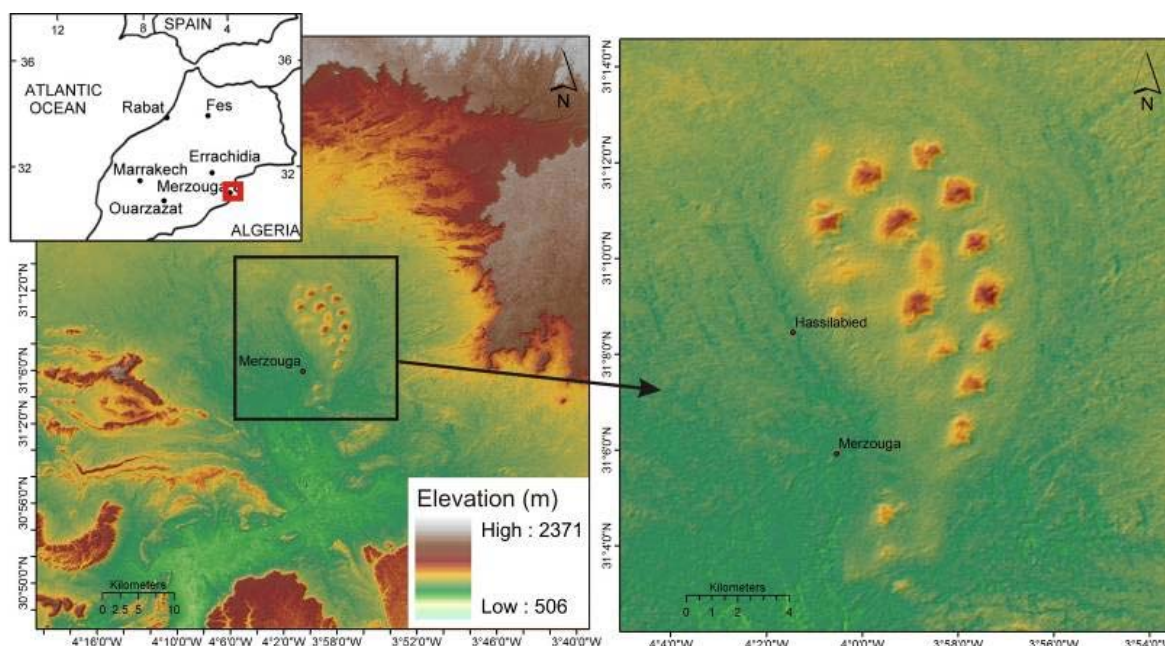 12
8
SPAIN
4
36
36
ATLANTIC
OCEAN
Rabat
Fes
Errachidia
32
32
Marrakech
Merzouga
Ouarzazat
ALGERIA
N
31°12'0"N
31°6'0"N
31°2'0"N
30°56'0"N
30°50'0"N
Merzouga
Elevation (m)
High : 2371
Low : 506
Kilometers
0 2.5 5 10
4°16'0"W
4°10'0"W
4°2'0"W
3°58'0"W
3°52'0"W
3°46'0"W
3°40'0"W
N
31°14'0"N
31°12'0"N
31°10'0"N
31°8'0"N
31°6'0"N
31°4'0"N
Hassilabied
Merzouga
Kilometers
0 1 2 4
4°4'0"W
4°2'0"W
4°0'0"W
3°58'0"W
3°56'0"W
3°54'0"W